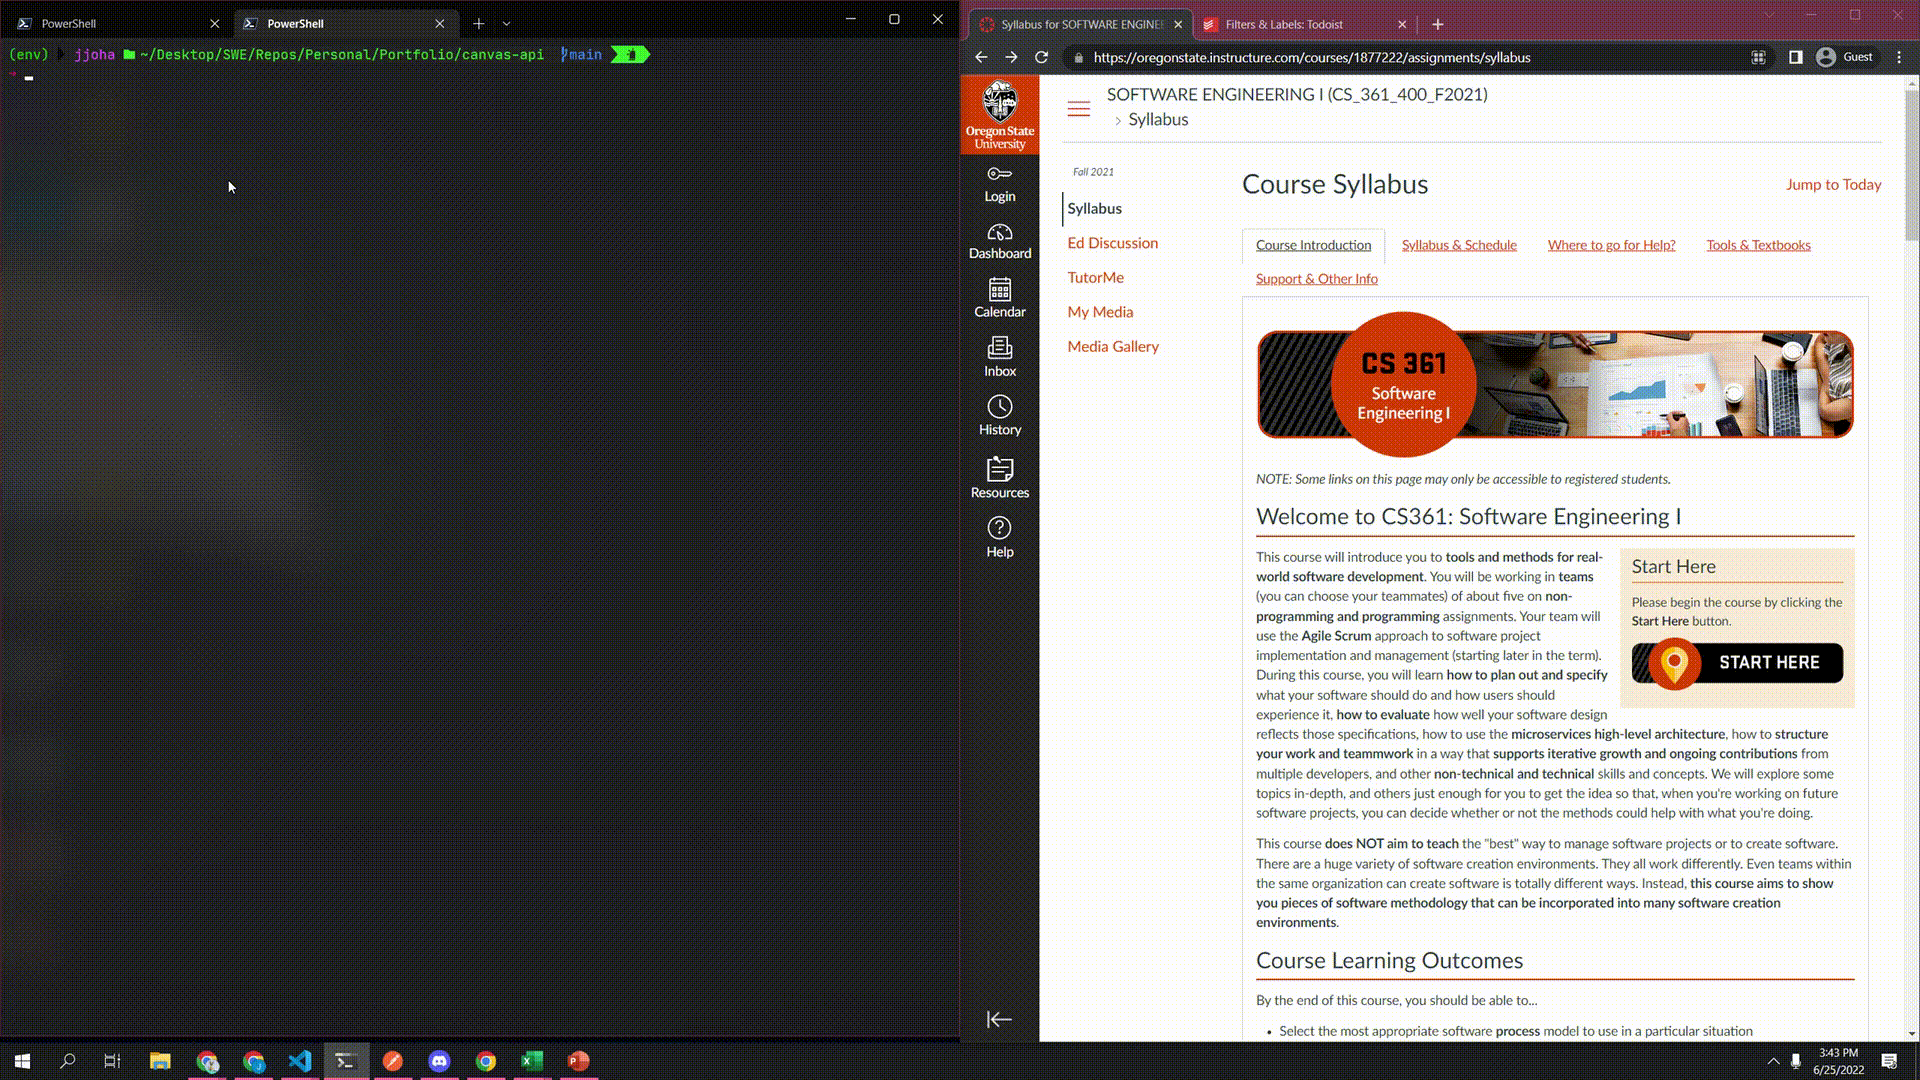 PowerShell
PowerShell
(env) jjoha ~/Desktop/SWE/Repos/Personal/Portfolio/canvas-api main
Syllabus for SOFTWARE ENGINEE
Filters & Labels: Todoist
https://oregonstate.instructure.com/courses/1877222/assignments/syllabus
Guest
Oregon State
University
Login
Dashboard
Calendar
Inbox
History
Resources
Help
SOFTWARE ENGINEERING I (CS_361_400_F2021)
› Syllabus
Fall 2021
Syllabus
Ed Discussion
TutorMe
My Media
Media Gallery
Course Syllabus
Jump to Today
Course Introduction
Syllabus & Schedule
Where to go for Help?
Tools & Textbooks
Support & Other Info
CS 361
Software
Engineering I
NOTE: Some links on this page may only be accessible to registered students.
Welcome to CS361: Software Engineering I
This course will introduce you to tools and methods for real-
world software development. You will be working in teams
(you can choose your teammates) of about five on non-
programming and programming assignments. Your team will
use the Agile Scrum approach to software project
implementation and management (starting later in the term).
During this course, you will learn how to plan out and specify
what your software should do and how users should
experience it, how to evaluate how well your software design
reflects those specifications, how to use the microservices high-level architecture, how to structure
your work and teammwork in a way that supports iterative growth and ongoing contributions from
multiple developers, and other non-technical and technical skills and concepts. We will explore some
topics in-depth, and others just enough for you to get the idea so that, when you're working on future
software projects, you can decide whether or not the methods could help with what you're doing.
Start Here
Please begin the course by clicking the
Start Here button.
START HERE
This course does NOT aim to teach the "best" way to manage software projects or to create software.
There are a huge variety of software creation environments. They all work differently. Even teams within
the same organization can create software is totally different ways. Instead, this course aims to show
you pieces of software methodology that can be incorporated into many software creation
environments.
Course Learning Outcomes
By the end of this course, you should be able to...
• Select the most appropriate software process model to use in a particular situation
3:43 PM
6/25/2022